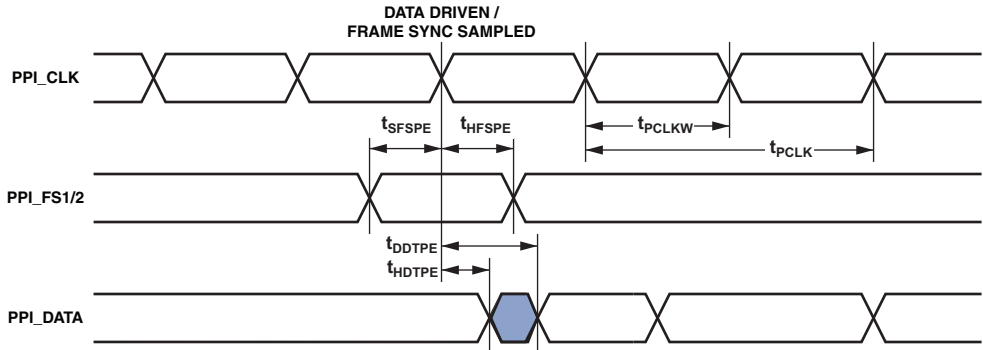 DATA DRIVEN /
FRAME SYNC SAMPLED
PPI_CLK
tSFSPE
tHFSPE
tPCLKW
tPCLK
PPI_FS1/2
tDDTPE
tHDTPE
PPI_DATA